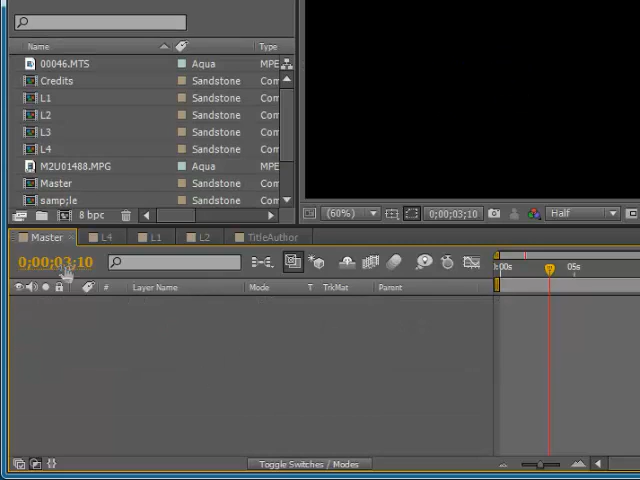 Name Type
00046.MTS Aqua MPE
Credits Sandstone Com
L1 Sandstone Com
L2 Sandstone Com
L3 Sandstone Com
L4 Sandstone Com
M2U01488.MPG Aqua MPE
Master Sandstone Com
samp;le Sandstone Com
8 bpc (60%) 0;00;03;10 Half
Master × L4 L1 L2 TitleAuthor
0;00;03;10 0:00s 05s
# Layer Name Mode T TrkMat Parent
Toggle Switches / Modes